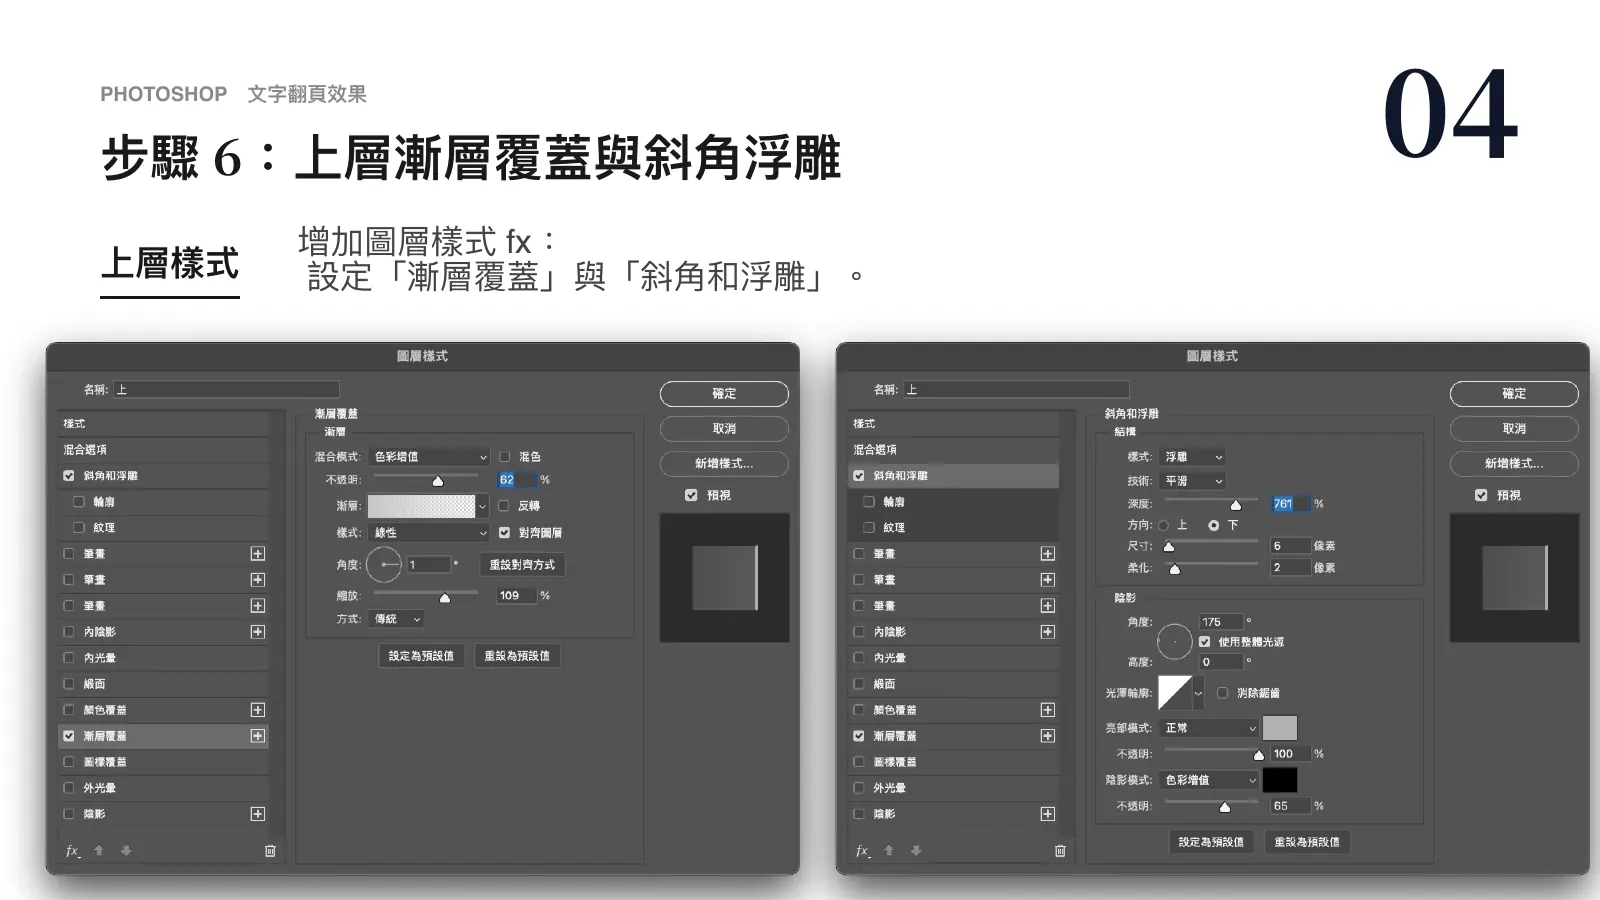 PHOTOSHOP 文字翻頁效果
04
步驟 6：上層漸層覆蓋與斜角浮雕
上層樣式
增加圖層樣式 fx：
設定「漸層覆蓋」與「斜角和浮雕」。
圖層樣式
名稱: 上
樣式
混合選項
斜角和浮雕
輪廓
紋理
筆畫
筆畫
筆畫
內陰影
內光暈
緞面
顏色覆蓋
漸層覆蓋
圖樣覆蓋
外光暈
陰影
fx
漸層覆蓋
漸層
混合模式: 色彩增值 混色
不透明: 62 %
漸層: 反轉
樣式: 線性 對齊圖層
角度: 1 ° 重設對齊方式
縮放: 109 %
方式: 傳統
設定為預設值 重設為預設值
確定
取消
新增樣式...
預視
圖層樣式
名稱: 上
樣式
混合選項
斜角和浮雕
輪廓
紋理
筆畫
筆畫
筆畫
內陰影
內光暈
緞面
顏色覆蓋
漸層覆蓋
圖樣覆蓋
外光暈
陰影
fx
斜角和浮雕
結構
樣式: 浮雕
技術: 平滑
深度: 761 %
方向: 上 下
尺寸: 6 像素
柔化: 2 像素
陰影
角度: 175 °
使用整體光源
高度: 0 °
光澤輪廓: 消除鋸齒
亮部模式: 正常
不透明: 100 %
陰影模式: 色彩增值
不透明: 65 %
設定為預設值 重設為預設值
確定
取消
新增樣式...
預視